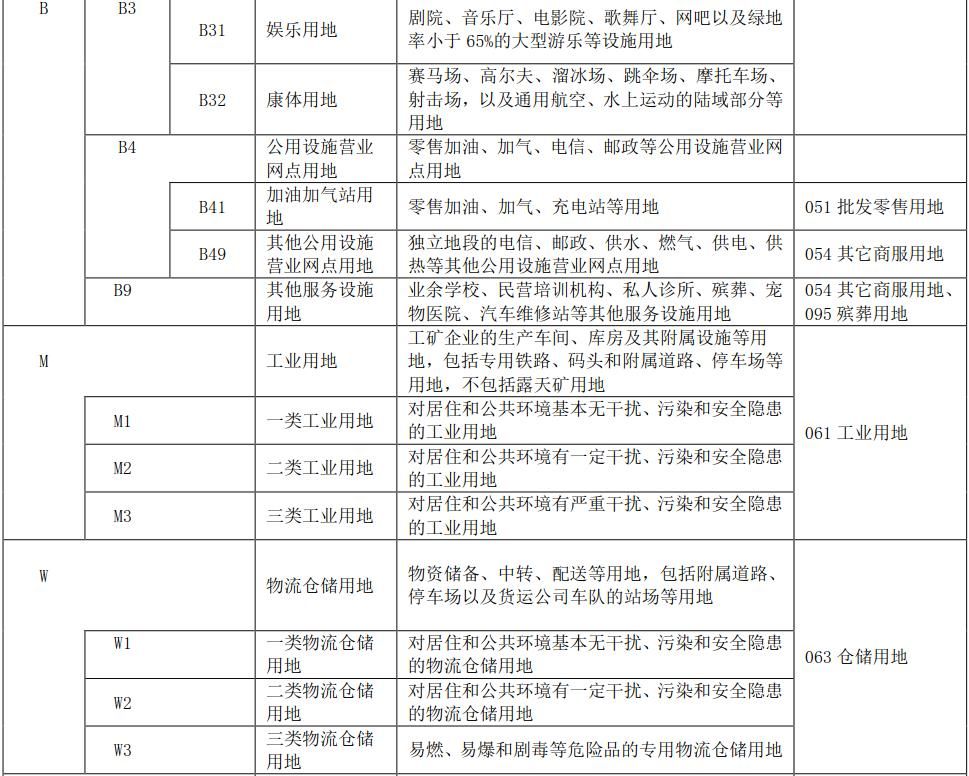 B
B3
B31
娱乐用地
剧院、音乐厅、电影院、歌舞厅、网吧以及绿地
率小于 65%的大型游乐等设施用地
B32
康体用地
赛马场、高尔夫、溜冰场、跳伞场、摩托车场、
射击场，以及通用航空、水上运动的陆域部分等
用地
B4
公用设施营业
网点用地
零售加油、加气、电信、邮政等公用设施营业网
点用地
B41
加油加气站用
地
零售加油、加气、充电站等用地
051 批发零售用地
B49
其他公用设施
营业网点用地
独立地段的电信、邮政、供水、燃气、供电、供
热等其他公用设施营业网点用地
054 其它商服用地
B9
其他服务设施
用地
业余学校、民营培训机构、私人诊所、殡葬、宠
物医院、汽车维修站等其他服务设施用地
054 其它商服用地、
095 殡葬用地
M
工业用地
工矿企业的生产车间、库房及其附属设施等用
地，包括专用铁路、码头和附属道路、停车场等
用地，不包括露天矿用地
061 工业用地
M1
一类工业用地
对居住和公共环境基本无干扰、污染和安全隐患
的工业用地
M2
二类工业用地
对居住和公共环境有一定干扰、污染和安全隐患
的工业用地
M3
三类工业用地
对居住和公共环境有严重干扰、污染和安全隐患
的工业用地
W
物流仓储用地
物资储备、中转、配送等用地，包括附属道路、
停车场以及货运公司车队的站场等用地
063 仓储用地
W1
一类物流仓储
用地
对居住和公共环境基本无干扰、污染和安全隐患
的物流仓储用地
W2
二类物流仓储
用地
对居住和公共环境有一定干扰、污染和安全隐患
的物流仓储用地
W3
三类物流仓储
用地
易燃、易爆和剧毒等危险品的专用物流仓储用地